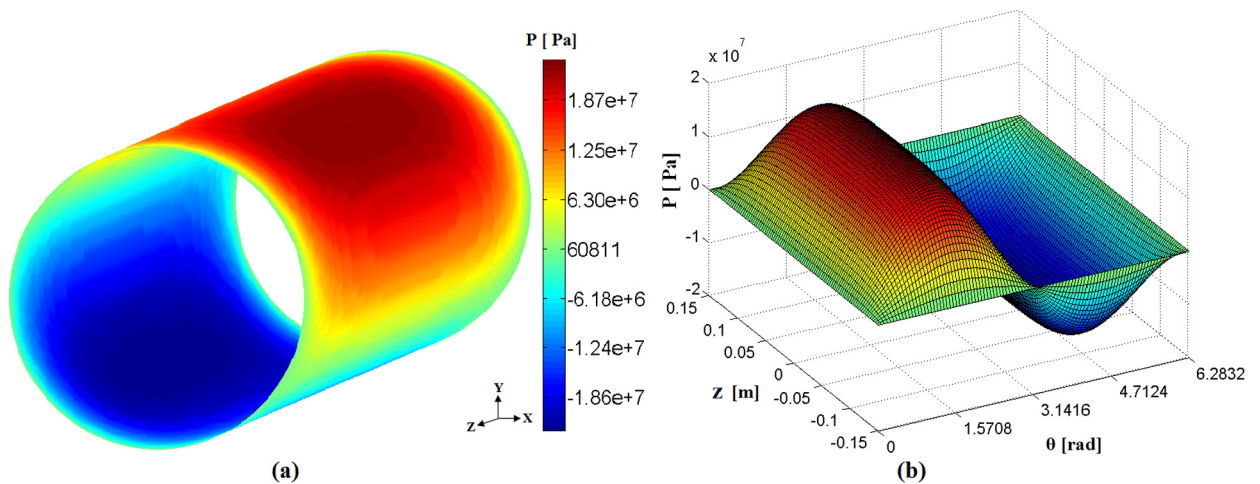 P [ Pa]
1.87e+7
1.25e+7
6.30e+6
60811
-6.18e+6
-1.24e+7
-1.86e+7
Y
Z
X
(a)
x 10⁷
2
1
0
-1
-2
P [ Pa]
0.15
0.1
0.05
0
-0.05
-0.1
-0.15
Z [m]
0
1.5708
3.1416
4.7124
6.2832
θ [rad]
(b)